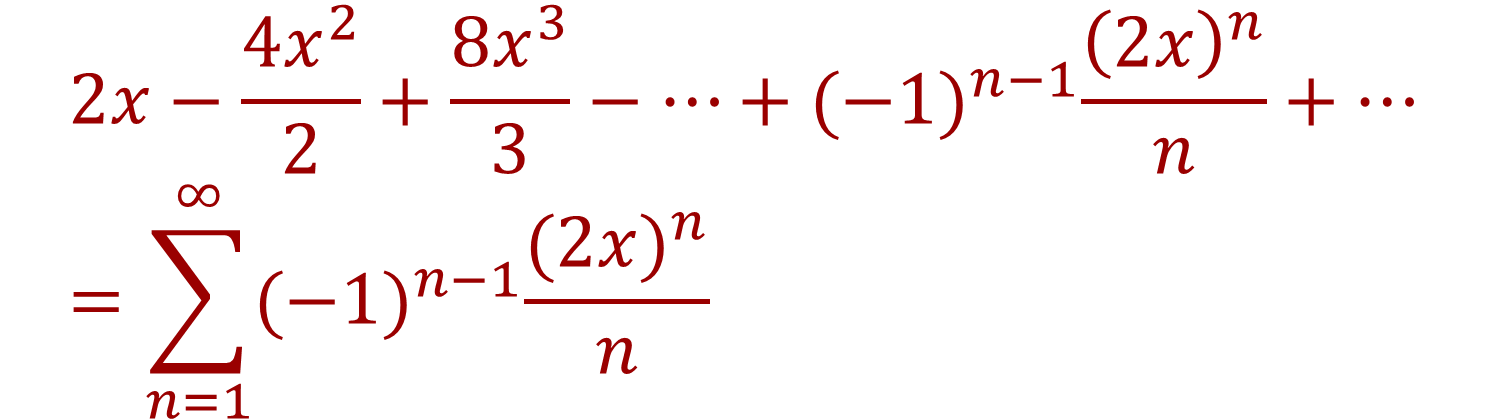 2x − 4x²/2 + 8x³/3 − ⋯ + (−1)ⁿ⁻¹ (2x)ⁿ/n + ⋯
= ∑_{n=1}^{∞} (−1)ⁿ⁻¹ (2x)ⁿ/n